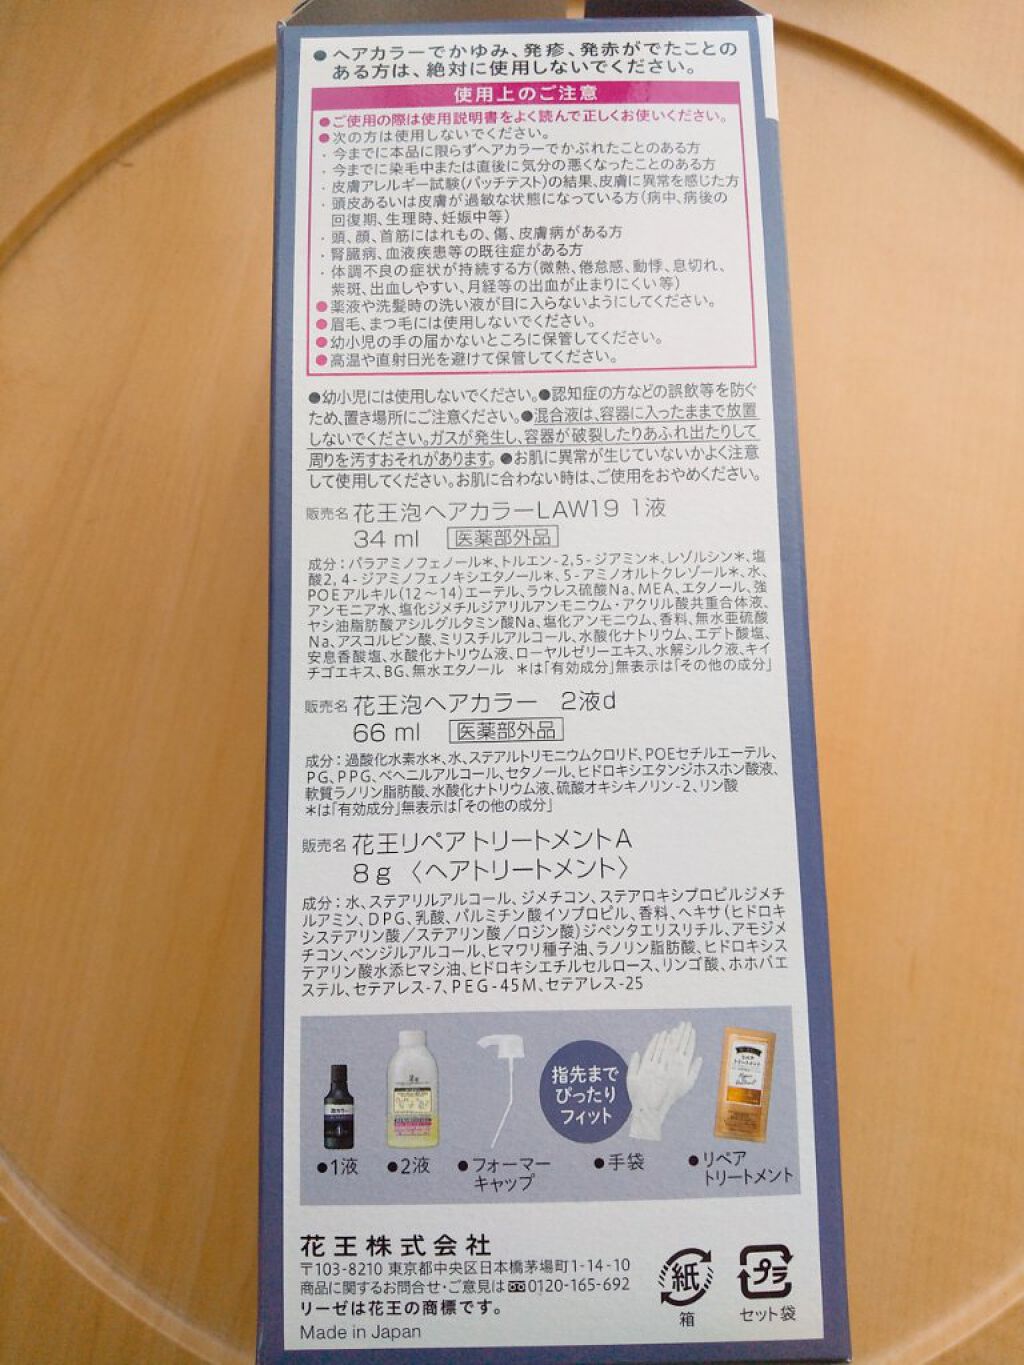 ●ヘアカラーでかゆみ、発疹、発赤がでたことの
ある方は、絶対に使用しないでください。
使用上のご注意
●ご使用の際は使用説明書をよく読んで正しくお使いください。
●次の方は使用しないでください。
・今までに本品に限らずヘアカラーでかぶれたことのある方
・今までに染毛中または直後に気分の悪くなったことのある方
・皮膚アレルギー試験(パッチテスト)の結果、皮膚に異常を感じた方
・頭皮あるいは皮膚が過敏な状態になっている方(病中、病後の
回復期、生理時、妊娠中等)
・頭、顔、首筋にはれもの、傷、皮膚病がある方
・腎臓病、血液疾患等の既往症がある方
・体調不良の症状が持続する方(微熱、倦怠感、動悸、息切れ、
紫斑、出血しやすい、月経等の出血が止まりにくい等)
●薬液や洗髪時の洗い液が目に入らないようにしてください。
●眉毛、まつ毛には使用しないでください。
●幼小児の手の届かないところに保管してください。
●高温や直射日光を避けて保管してください。
●幼小児には使用しないでください。●認知症の方などの誤飲等を防ぐ
ため、置き場所にご注意ください。●混合液は、容器に入ったままで放置
しないでください。ガスが発生し、容器が破裂したりあふれ出たりして
周りを汚すおそれがあります。●お肌に異常が生じていないかよく注意
して使用してください。お肌に合わない時は、ご使用をおやめください。
販売名 花王泡ヘアカラーLAW19 1液
34 ml 医薬部外品
成分：パラアミノフェノール＊、トルエン-2,5-ジアミン＊、レゾルシン＊、塩
酸2, 4-ジアミノフェノキシエタノール＊、5-アミノオルトクレゾール＊、水、
POEアルキル(12～14)エーテル、ラウレス硫酸Na、MEA、エタノール、強
アンモニア水、塩化ジメチルジアリルアンモニウム・アクリル酸共重合体液、
ヤシ油脂肪酸アシルグルタミン酸Na、塩化アンモニウム、香料、無水亜硫酸
Na、アスコルビン酸、ミリスチルアルコール、水酸化ナトリウム、エデト酸塩、
安息香酸塩、水酸化ナトリウム液、ローヤルゼリーエキス、水解シルク液、キイ
チゴエキス、BG、無水エタノール ＊は「有効成分」無表示は「その他の成分」
販売名 花王泡ヘアカラー 2液d
66 ml 医薬部外品
成分：過酸化水素水＊、水、ステアルトリモニウムクロリド、POEセチルエーテル、
PG、PPG、ベヘニルアルコール、セタノール、ヒドロキシエタンジホスホン酸液、
軟質ラノリン脂肪酸、水酸化ナトリウム液、硫酸オキシキノリン-2、リン酸
＊は「有効成分」無表示は「その他の成分」
販売名 花王リペアトリートメントA
8g 〈ヘアトリートメント〉
成分：水、ステアリルアルコール、ジメチコン、ステアロキシプロピルジメチ
ルアミン、DPG、乳酸、パルミチン酸イソプロピル、香料、ヘキサ(ヒドロキ
システアリン酸／ステアリン酸／ロジン酸)ジペンタエリスリチル、アモジメ
チコン、ベンジルアルコール、ヒマワリ種子油、ラノリン脂肪酸、ヒドロキシス
テアリン酸水添ヒマシ油、ヒドロキシエチルセルロース、リンゴ酸、ホホバエ
ステル、セテアレス-7、PEG-45M、セテアレス-25
指先まで
ぴったり
フィット
●1液
●2液
●フォーマー
キャップ
●手袋
●リペア
トリートメント
花王株式会社
〒103-8210 東京都中央区日本橋茅場町1-14-10
商品に関するお問合せ・ご意見は 0120-165-692
リーゼは花王の商標です。
Made in Japan
紙
箱
プラ
セット袋